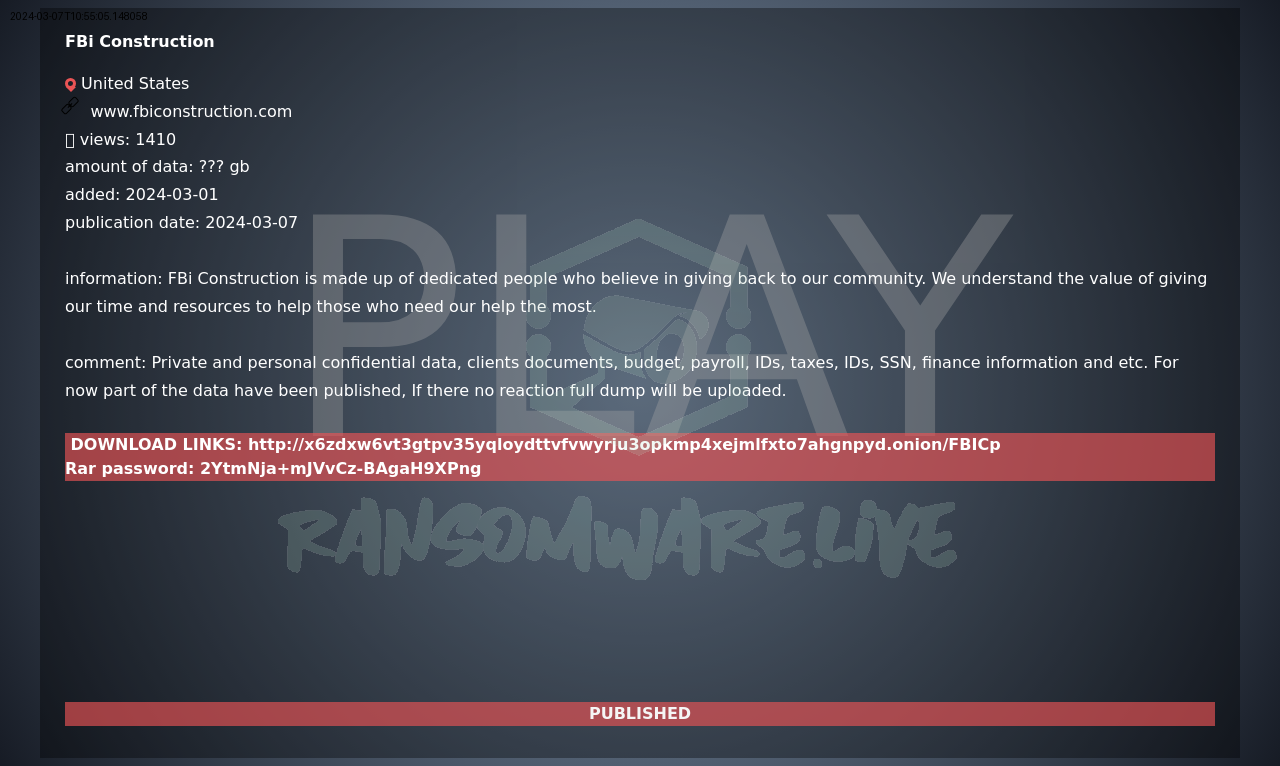 2024-03-07T10:55:05.148058
FBi Construction
United States
www.fbiconstruction.com
views: 1410
amount of data: ??? gb
added: 2024-03-01
publication date: 2024-03-07
PLAY
information: FBi Construction is made up of dedicated people who believe in giving back to our community. We understand the value of giving
our time and resources to help those who need our help the most.
comment: Private and personal confidential data, clients documents, budget, payroll, IDs, taxes, IDs, SSN, finance information and etc. For
now part of the data have been published, If there no reaction full dump will be uploaded.
DOWNLOAD LINKS: http://x6zdxw6vt3gtpv35yqloydttvfvwyrju3opkmp4xejmlfxto7ahgnpyd.onion/FBICp
Rar password: 2YtmNja+mJVvCz-BAgaH9XPng
RANSOMWARE.LIVE
PUBLISHED